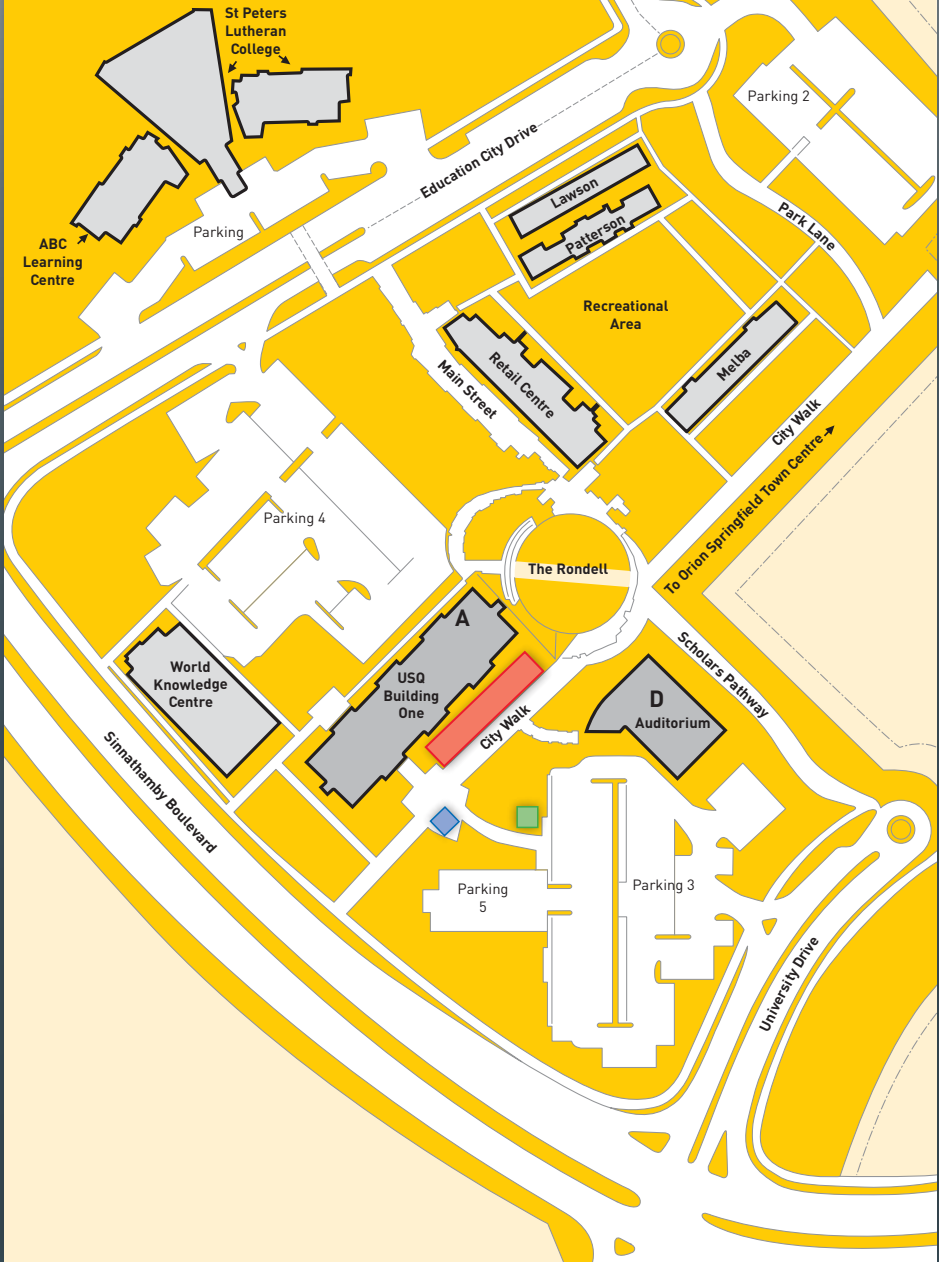 St Peters
Lutheran
College
Parking 2
Education City Drive
Lawson
Patterson
Park Lane
Parking
ABC
Learning
Centre
Recreational
Area
Retail Centre
Melba
Main Street
City Walk
To Orion Springfield Town Centre
Parking 4
The Rondell
A
USQ
Building
One
World
Knowledge
Centre
Scholars Pathway
D
Auditorium
City Walk
Sinnathamby Boulevard
Parking
5
Parking 3
University Drive